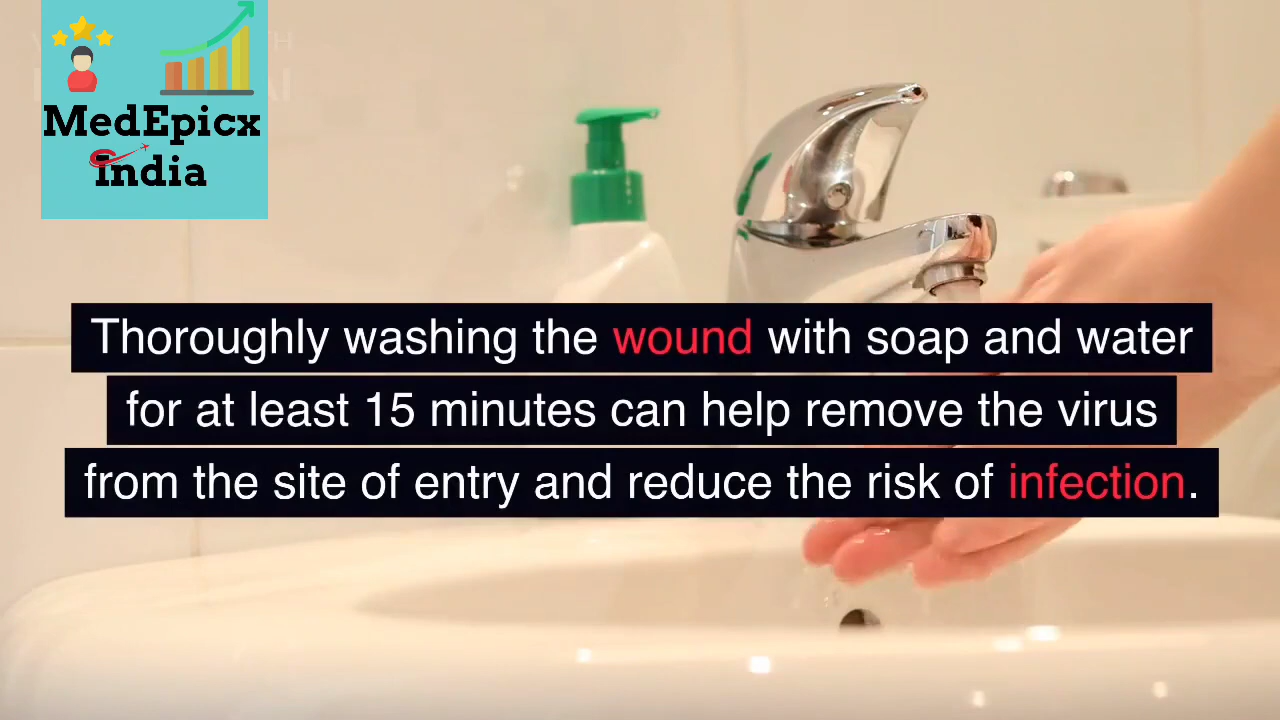 MedEpicx
India
Thoroughly washing the wound with soap and water
for at least 15 minutes can help remove the virus
from the site of entry and reduce the risk of infection.